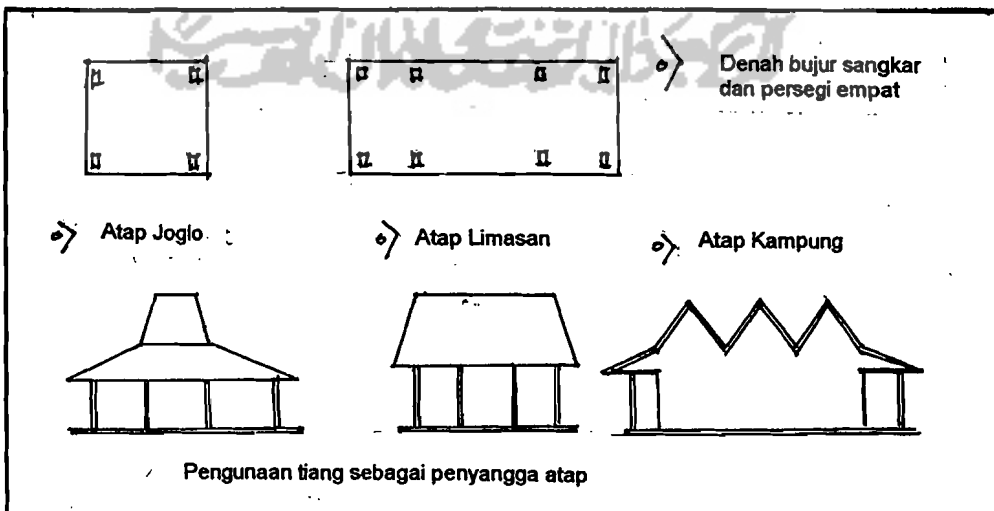 Denah bujur sangkar
dan persegi empat
Atap Joglo
Atap Limasan
Atap Kampung
Pengunaan tiang sebagai penyangga atap